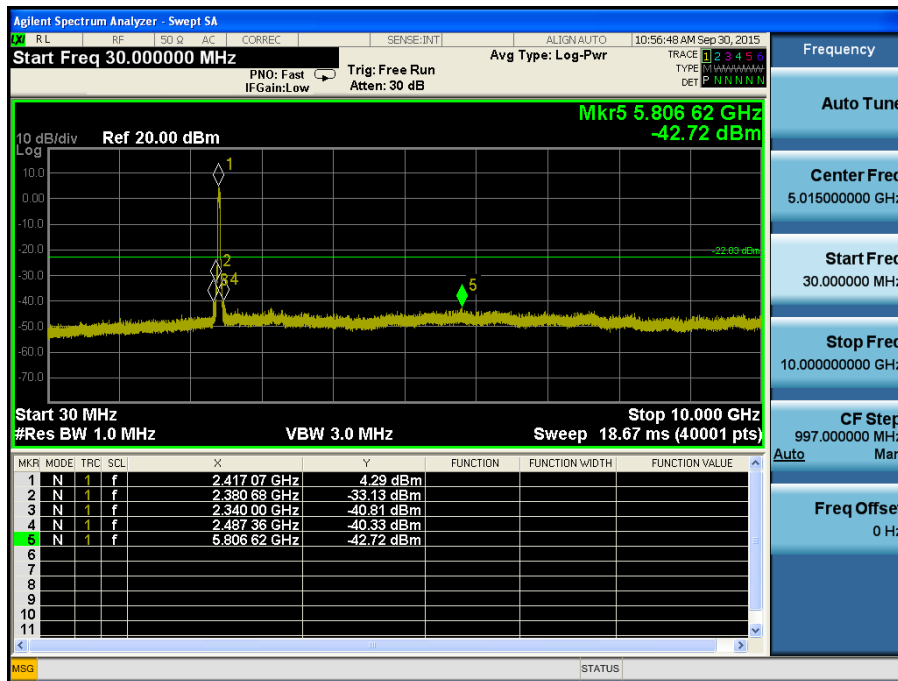 Agilent Spectrum Analyzer - Swept SA
LXI RL RF 50 Ω AC CORREC SENSE:INT ALIGN AUTO 10:56:48 AM Sep 30, 2015
Start Freq 30.000000 MHz
PNO: Fast
IFGain:Low
Trig: Free Run
Atten: 30 dB
Avg Type: Log-Pwr
TRACE 1 2 3 4 5 6
TYPE M WWWWW
DET P N N N N N
Mkr5 5.806 62 GHz
-42.72 dBm
10 dB/div Ref 20.00 dBm
Log
10.0
0.00
-10.0
-20.0
-30.0
-40.0
-50.0
-60.0
-70.0
1
2
3 4
5
-22.03 dBm
Start 30 MHz Stop 10.000 GHz
#Res BW 1.0 MHz VBW 3.0 MHz Sweep 18.67 ms (40001 pts)
MKR MODE TRC SCL X Y FUNCTION FUNCTION WIDTH FUNCTION VALUE
1 N 1 f 2.417 07 GHz 4.29 dBm
2 N 1 f 2.380 68 GHz -33.13 dBm
3 N 1 f 2.340 00 GHz -40.81 dBm
4 N 1 f 2.487 36 GHz -40.33 dBm
5 N 1 f 5.806 62 GHz -42.72 dBm
6
7
8
9
10
11
MSG STATUS
Frequency
Auto Tune
Center Freq
5.015000000 GHz
Start Freq
30.000000 MHz
Stop Freq
10.000000000 GHz
CF Step
997.000000 MHz
Auto Man
Freq Offset
0 Hz